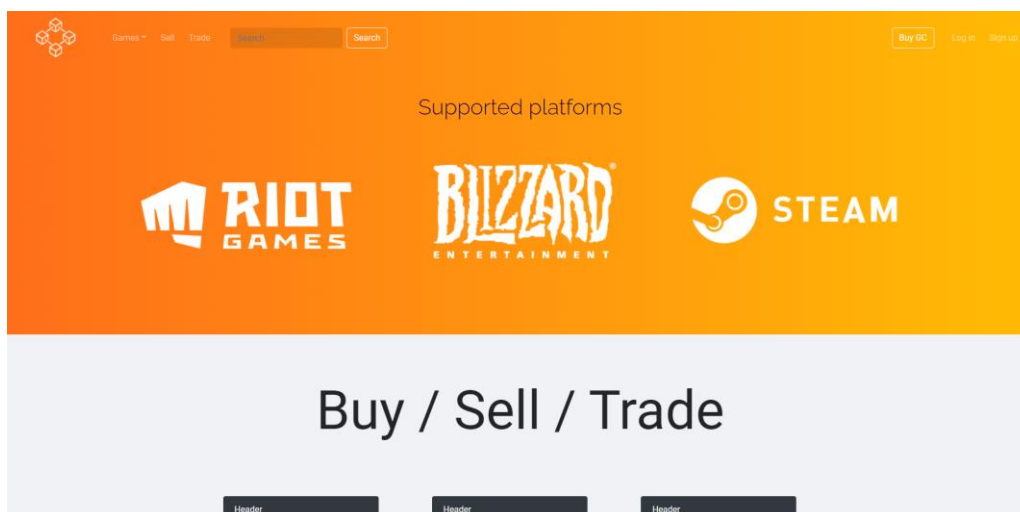 Games Sell Trade Search Search Buy GC Log in Sign up
Supported platforms
RIOT
GAMES
BLIZZARD®
ENTERTAINMENT
STEAM
Buy / Sell / Trade
Header Header Header